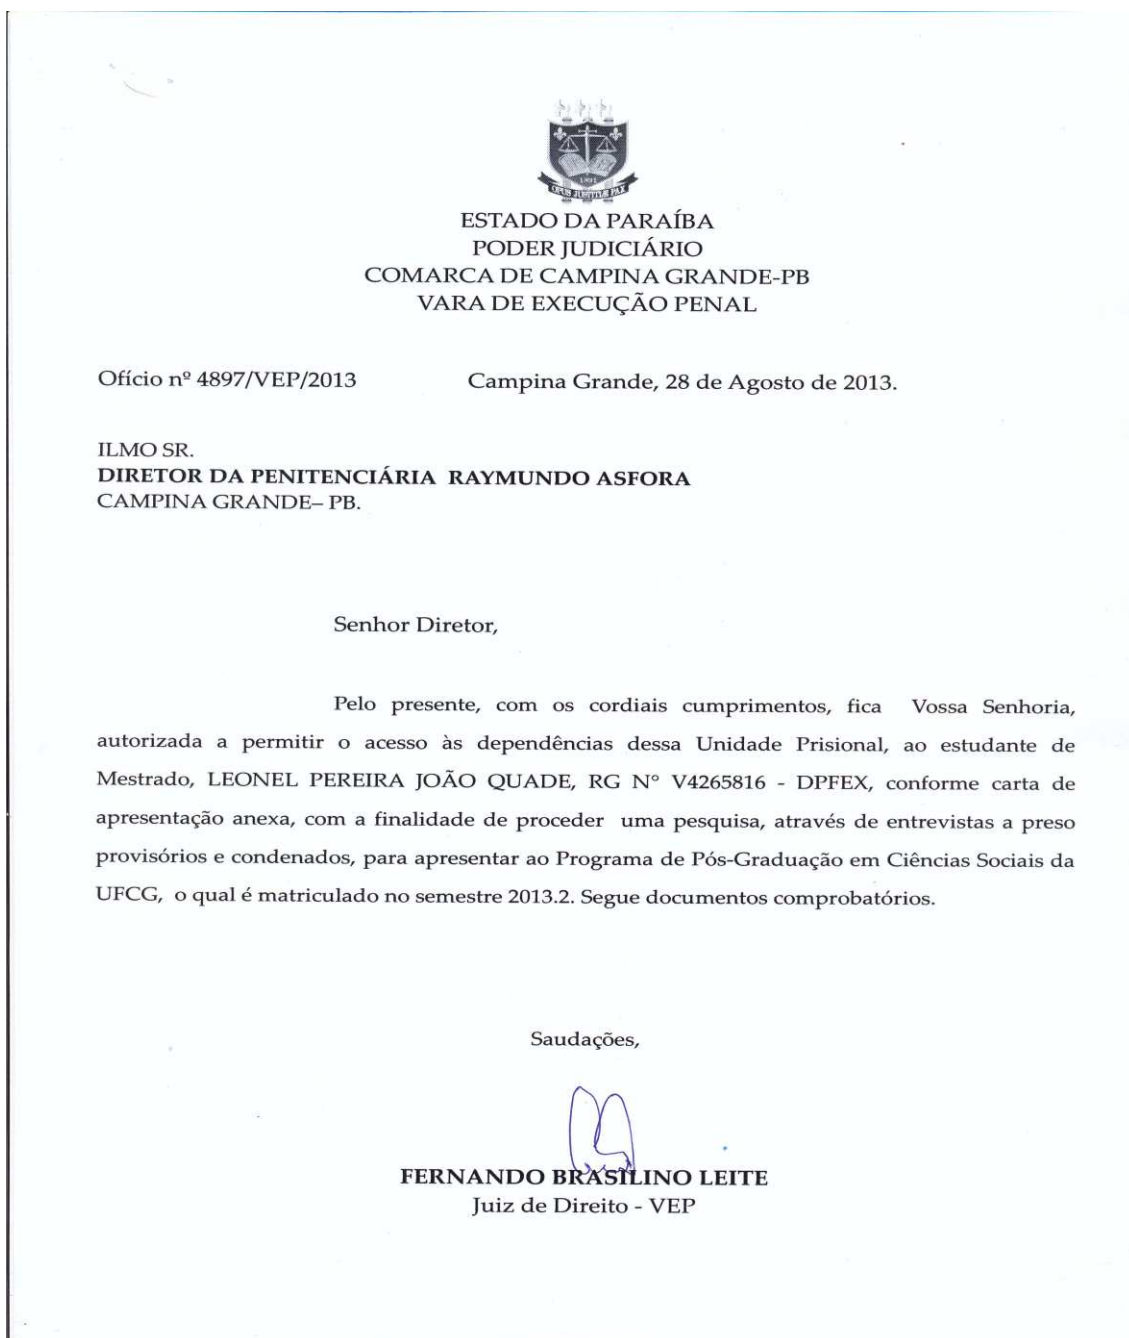 1891
OPUS JUSTITIÆ PAX
ESTADO DA PARAÍBA
PODER JUDICIÁRIO
COMARCA DE CAMPINA GRANDE-PB
VARA DE EXECUÇÃO PENAL
Ofício nº 4897/VEP/2013 Campina Grande, 28 de Agosto de 2013.
ILMO SR.
DIRETOR DA PENITENCIÁRIA RAYMUNDO ASFORA
CAMPINA GRANDE– PB.
Senhor Diretor,
Pelo presente, com os cordiais cumprimentos, fica Vossa Senhoria,
autorizada a permitir o acesso às dependências dessa Unidade Prisional, ao estudante de
Mestrado, LEONEL PEREIRA JOÃO QUADE, RG N° V4265816 - DPFEX, conforme carta de
apresentação anexa, com a finalidade de proceder uma pesquisa, através de entrevistas a preso
provisórios e condenados, para apresentar ao Programa de Pós-Graduação em Ciências Sociais da
UFCG, o qual é matriculado no semestre 2013.2. Segue documentos comprobatórios.
Saudações,
FERNANDO BRASILINO LEITE
Juiz de Direito - VEP